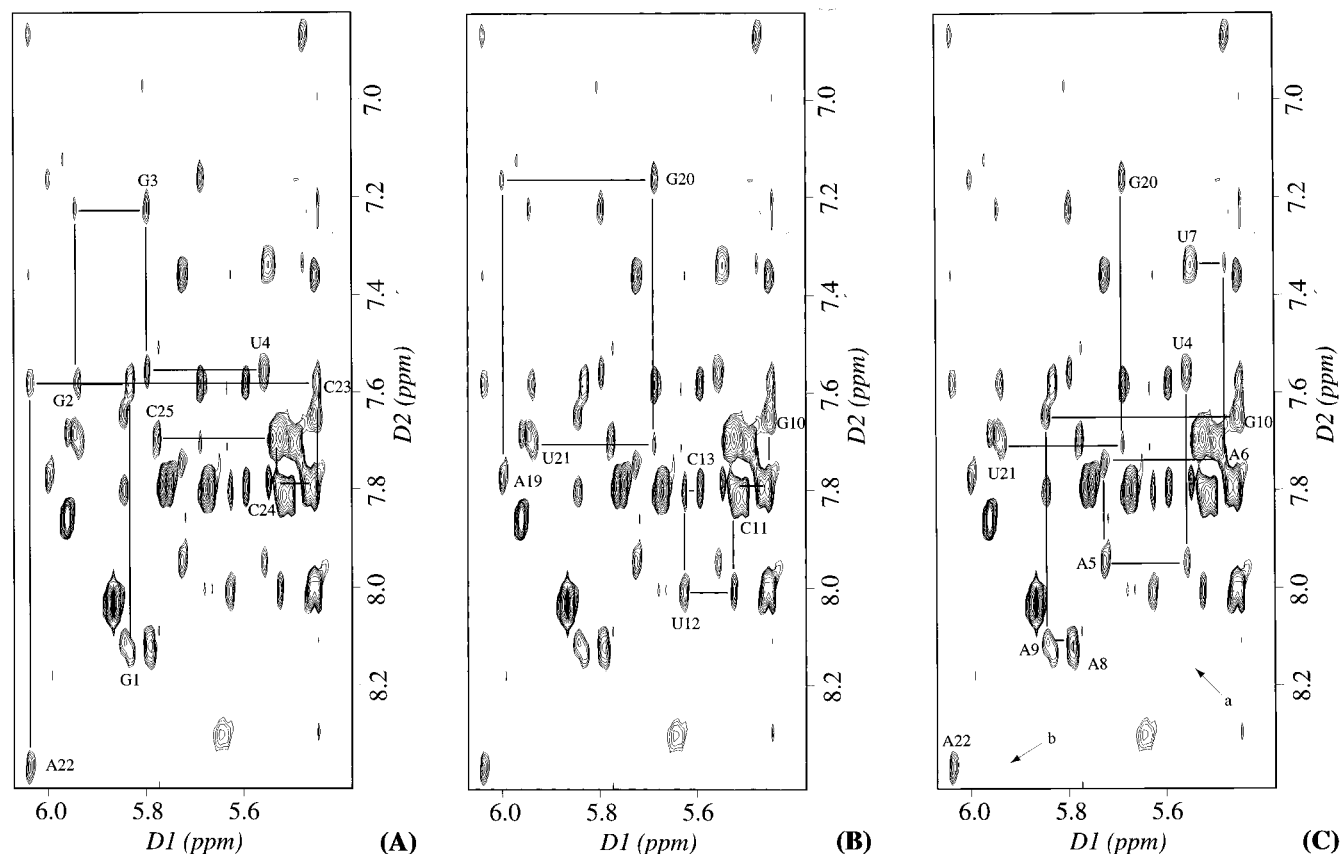 G3
U4
G2
C25
C23
C24
G1
A22
7.0
7.2
7.4
7.6
7.8
8.0
8.2
D2 (ppm)
6.0
5.8
5.6
D1 (ppm)
(A)
G20
G10
U21
C13
A19
C11
U12
7.0
7.2
7.4
7.6
7.8
8.0
8.2
D2 (ppm)
6.0
5.8
5.6
D1 (ppm)
(B)
G20
U7
U4
G10
U21
A6
A5
A9
A8
a
b
A22
7.0
7.2
7.4
7.6
7.8
8.0
8.2
D2 (ppm)
6.0
5.8
5.6
D1 (ppm)
(C)